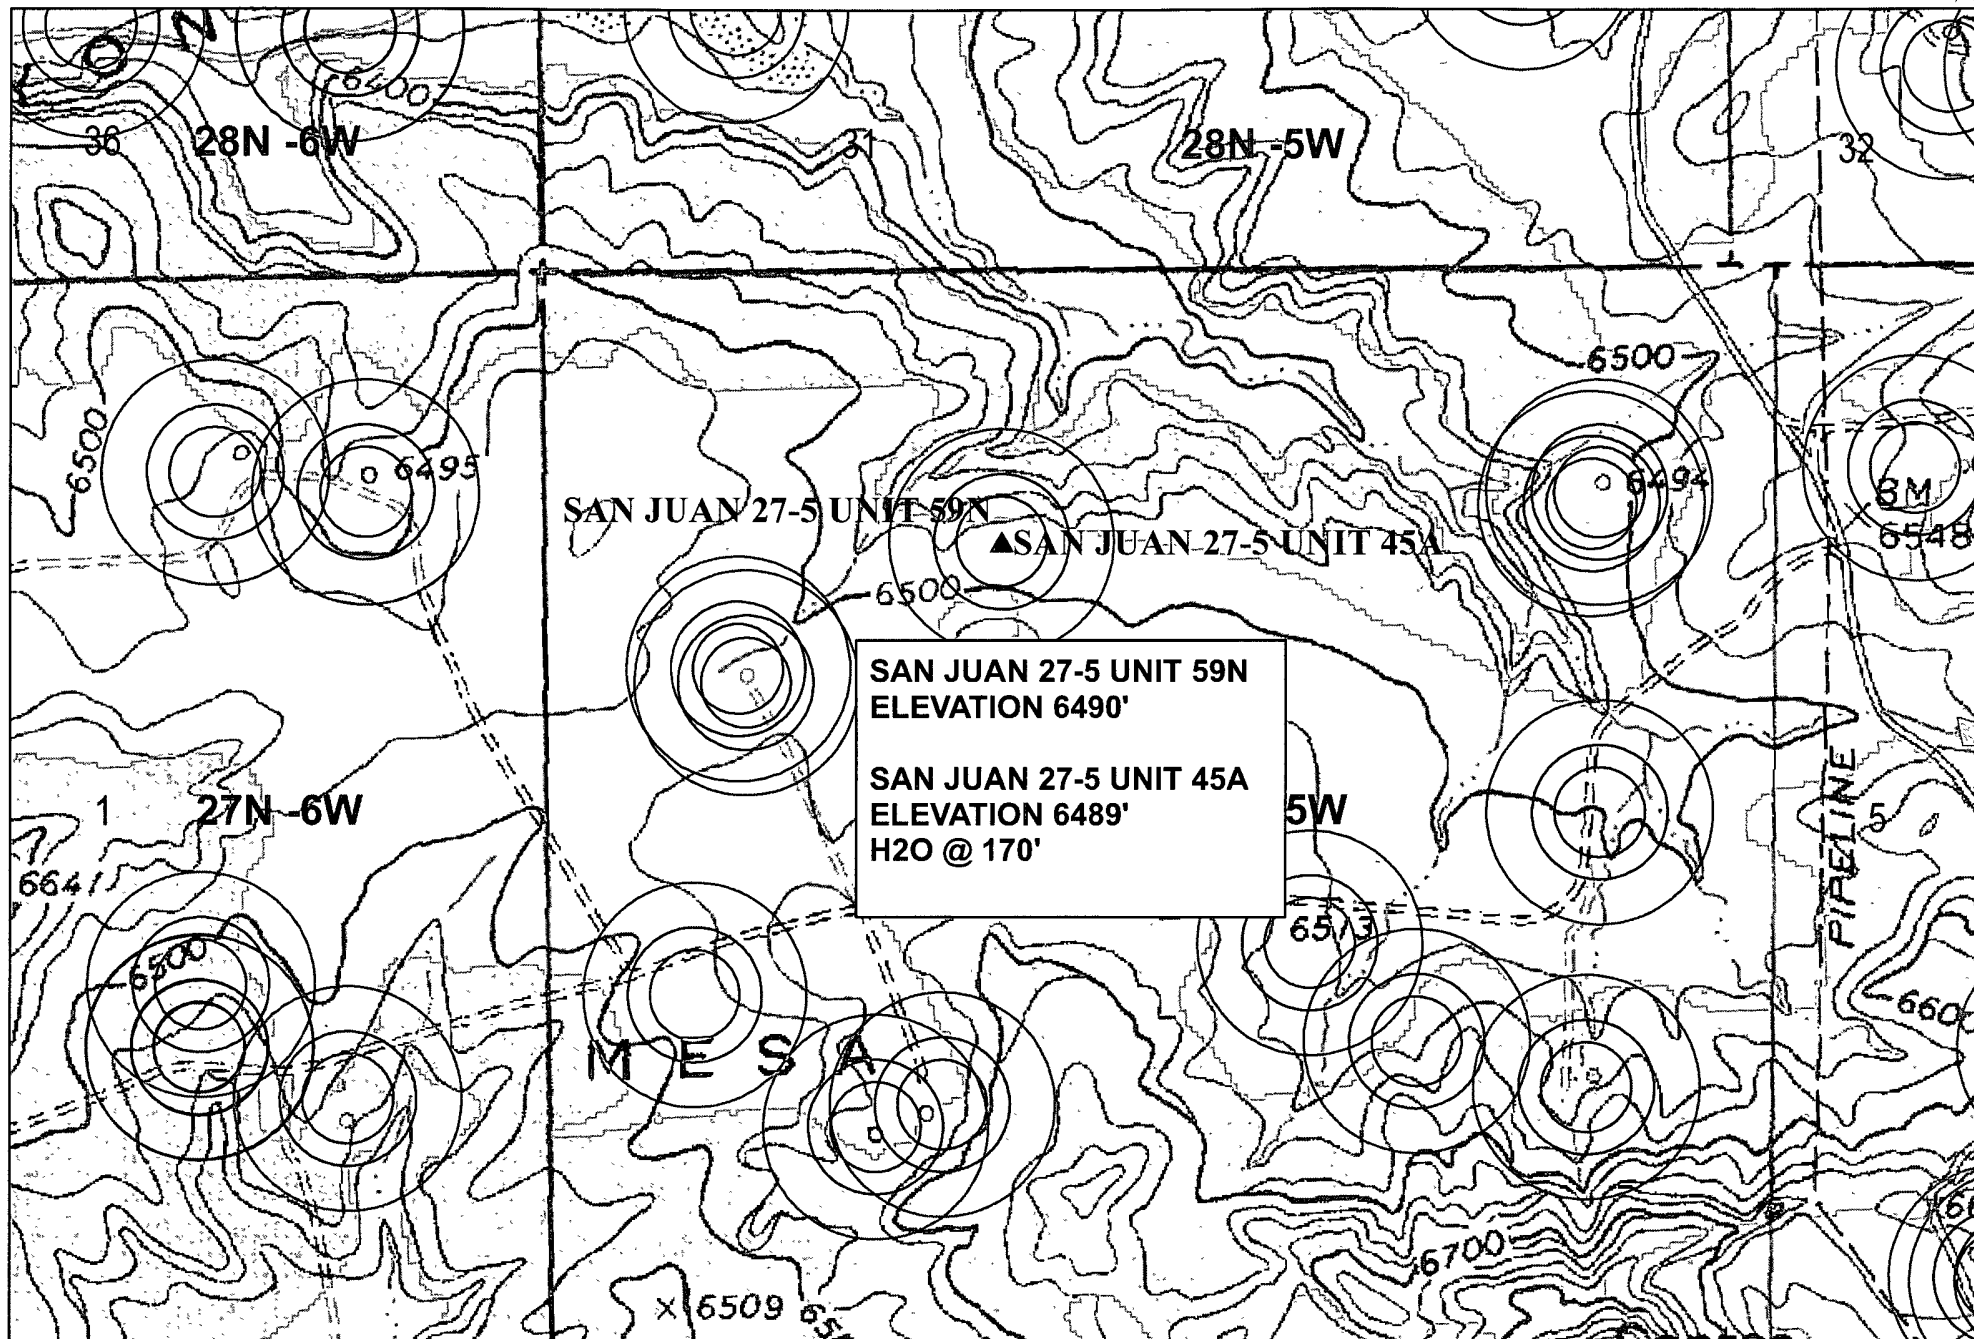 O N
6400
36
28N -6W
31
28N -5W
32
6500
6500
6495
6494
BM
6548
SAN JUAN 27-5 UNIT 59N
SAN JUAN 27-5 UNIT 45A
6500
SAN JUAN 27-5 UNIT 59N
ELEVATION 6490'
SAN JUAN 27-5 UNIT 45A
ELEVATION 6489'
H2O @ 170'
1
27N -6W
5W
5
PIPELINE
6641
6500
6513
6600
M E S A
6700
X 6509